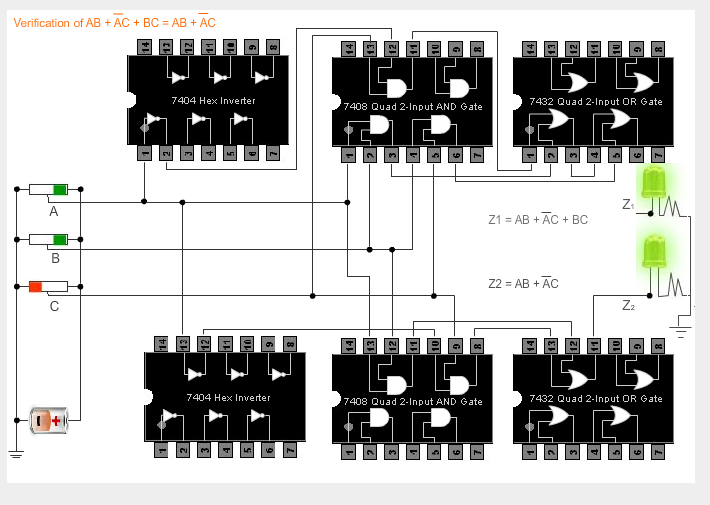 Verification of AB + A̅C + BC = AB + A̅C
14 13 12 11 10 9 8
14 13 12 11 10 9 8
14 13 12 11 10 9 8
7404 Hex Inverter
7408 Quad 2-Input AND Gate
7432 Quad 2-Input OR Gate
1 2 3 4 5 6 7
1 2 3 4 5 6 7
1 2 3 4 5 6 7
A
Z₁
Z1 = AB + A̅C + BC
B
Z2 = AB + A̅C
C
Z₂
14 13 12 11 10 9 8
14 13 12 11 10 9 8
14 13 12 11 10 9 8
7404 Hex Inverter
7408 Quad 2-Input AND Gate
7432 Quad 2-Input OR Gate
- +
1 2 3 4 5 6 7
1 2 3 4 5 6 7
1 2 3 4 5 6 7